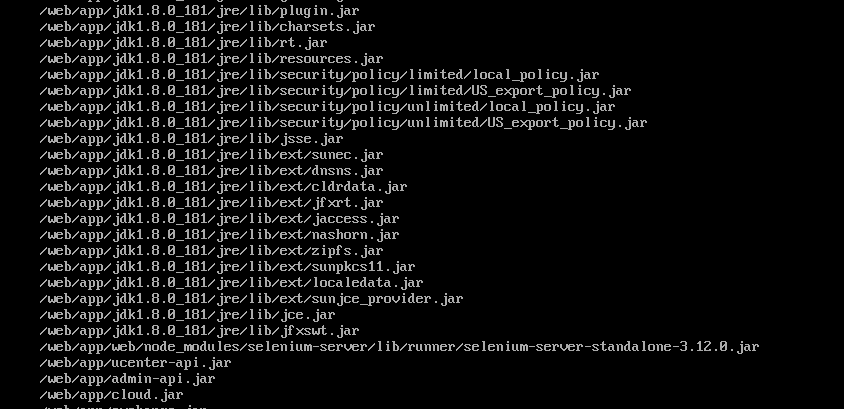 /web/app/jdk1.8.0_181/jre/lib/plugin.jar
/web/app/jdk1.8.0_181/jre/lib/charsets.jar
/web/app/jdk1.8.0_181/jre/lib/rt.jar
/web/app/jdk1.8.0_181/jre/lib/resources.jar
/web/app/jdk1.8.0_181/jre/lib/security/policy/limited/local_policy.jar
/web/app/jdk1.8.0_181/jre/lib/security/policy/limited/US_export_policy.jar
/web/app/jdk1.8.0_181/jre/lib/security/policy/unlimited/local_policy.jar
/web/app/jdk1.8.0_181/jre/lib/security/policy/unlimited/US_export_policy.jar
/web/app/jdk1.8.0_181/jre/lib/jsse.jar
/web/app/jdk1.8.0_181/jre/lib/ext/sunec.jar
/web/app/jdk1.8.0_181/jre/lib/ext/dnsns.jar
/web/app/jdk1.8.0_181/jre/lib/ext/cldrdata.jar
/web/app/jdk1.8.0_181/jre/lib/ext/jfxrt.jar
/web/app/jdk1.8.0_181/jre/lib/ext/jaccess.jar
/web/app/jdk1.8.0_181/jre/lib/ext/nashorn.jar
/web/app/jdk1.8.0_181/jre/lib/ext/zipfs.jar
/web/app/jdk1.8.0_181/jre/lib/ext/sunpkcs11.jar
/web/app/jdk1.8.0_181/jre/lib/ext/localedata.jar
/web/app/jdk1.8.0_181/jre/lib/ext/sunjce_provider.jar
/web/app/jdk1.8.0_181/jre/lib/jce.jar
/web/app/jdk1.8.0_181/jre/lib/jfxswt.jar
/web/app/web/node_modules/selenium-server/lib/runner/selenium-server-standalone-3.12.0.jar
/web/app/ucenter-api.jar
/web/app/admin-api.jar
/web/app/cloud.jar